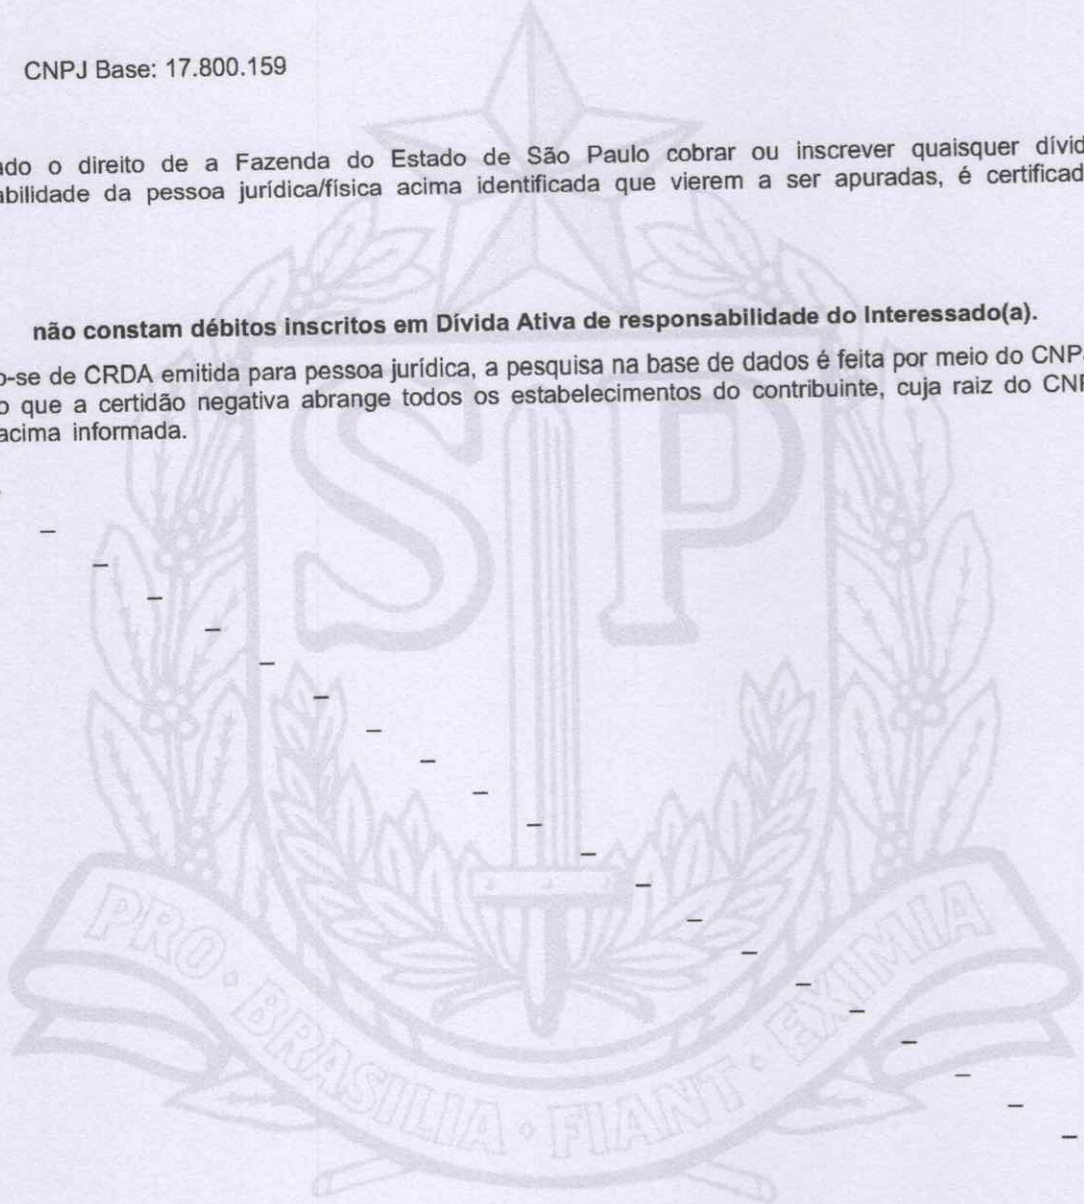 CNPJ Base: 17.800.159
ado o direito de a Fazenda do Estado de São Paulo cobrar ou inscrever quaisquer dívid
abilidade da pessoa jurídica/física acima identificada que vierem a ser apuradas, é certificad
não constam débitos inscritos em Dívida Ativa de responsabilidade do Interessado(a).
o-se de CRDA emitida para pessoa jurídica, a pesquisa na base de dados é feita por meio do CNPJ
o que a certidão negativa abrange todos os estabelecimentos do contribuinte, cuja raiz do CNP
acima informada.
SP
PRO · BRASILIA · FIANT · EXIMIA